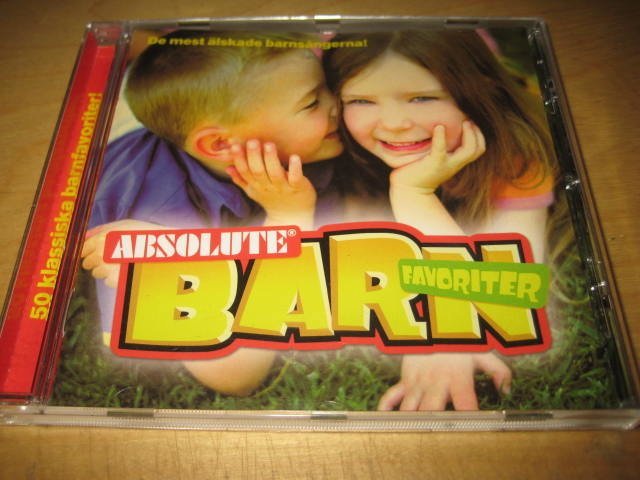 De mest älskade barnsångerna!
50 klassiska barnfavoriter!
ABSOLUTE®
BARN
FAVORITER